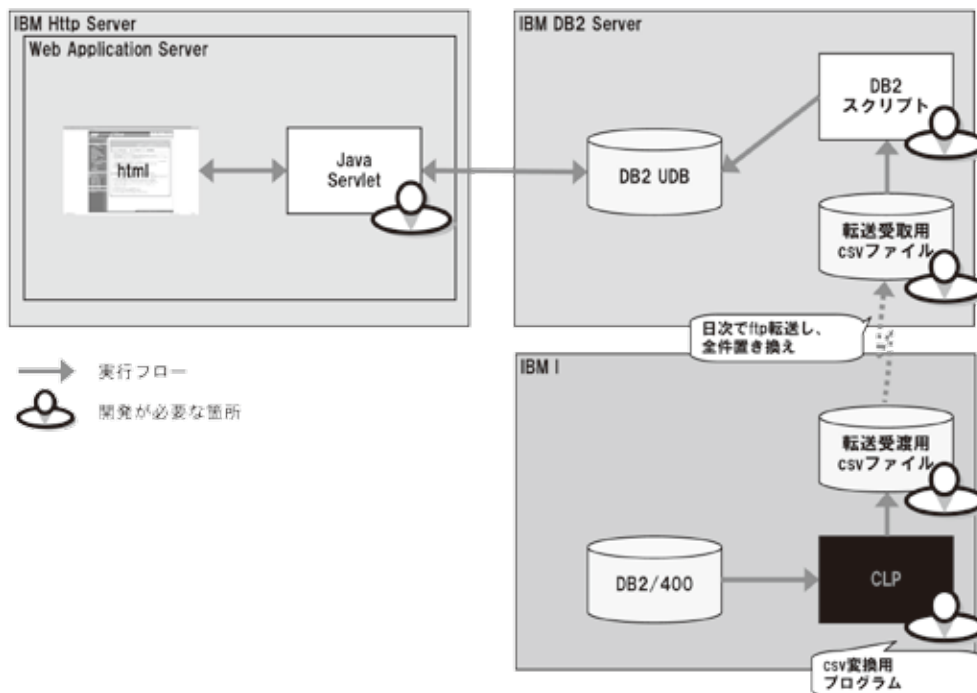 IBM Http Server
Web Application Server
html
Java
Servlet
IBM DB2 Server
DB2
スクリプト
DB2 UDB
転送受取用
csvファイル
日次でftp転送し、
全件置き換え
実行フロー
開発が必要な箇所
IBM I
転送受渡用
csvファイル
DB2/400
CLP
csv変換用
プログラム